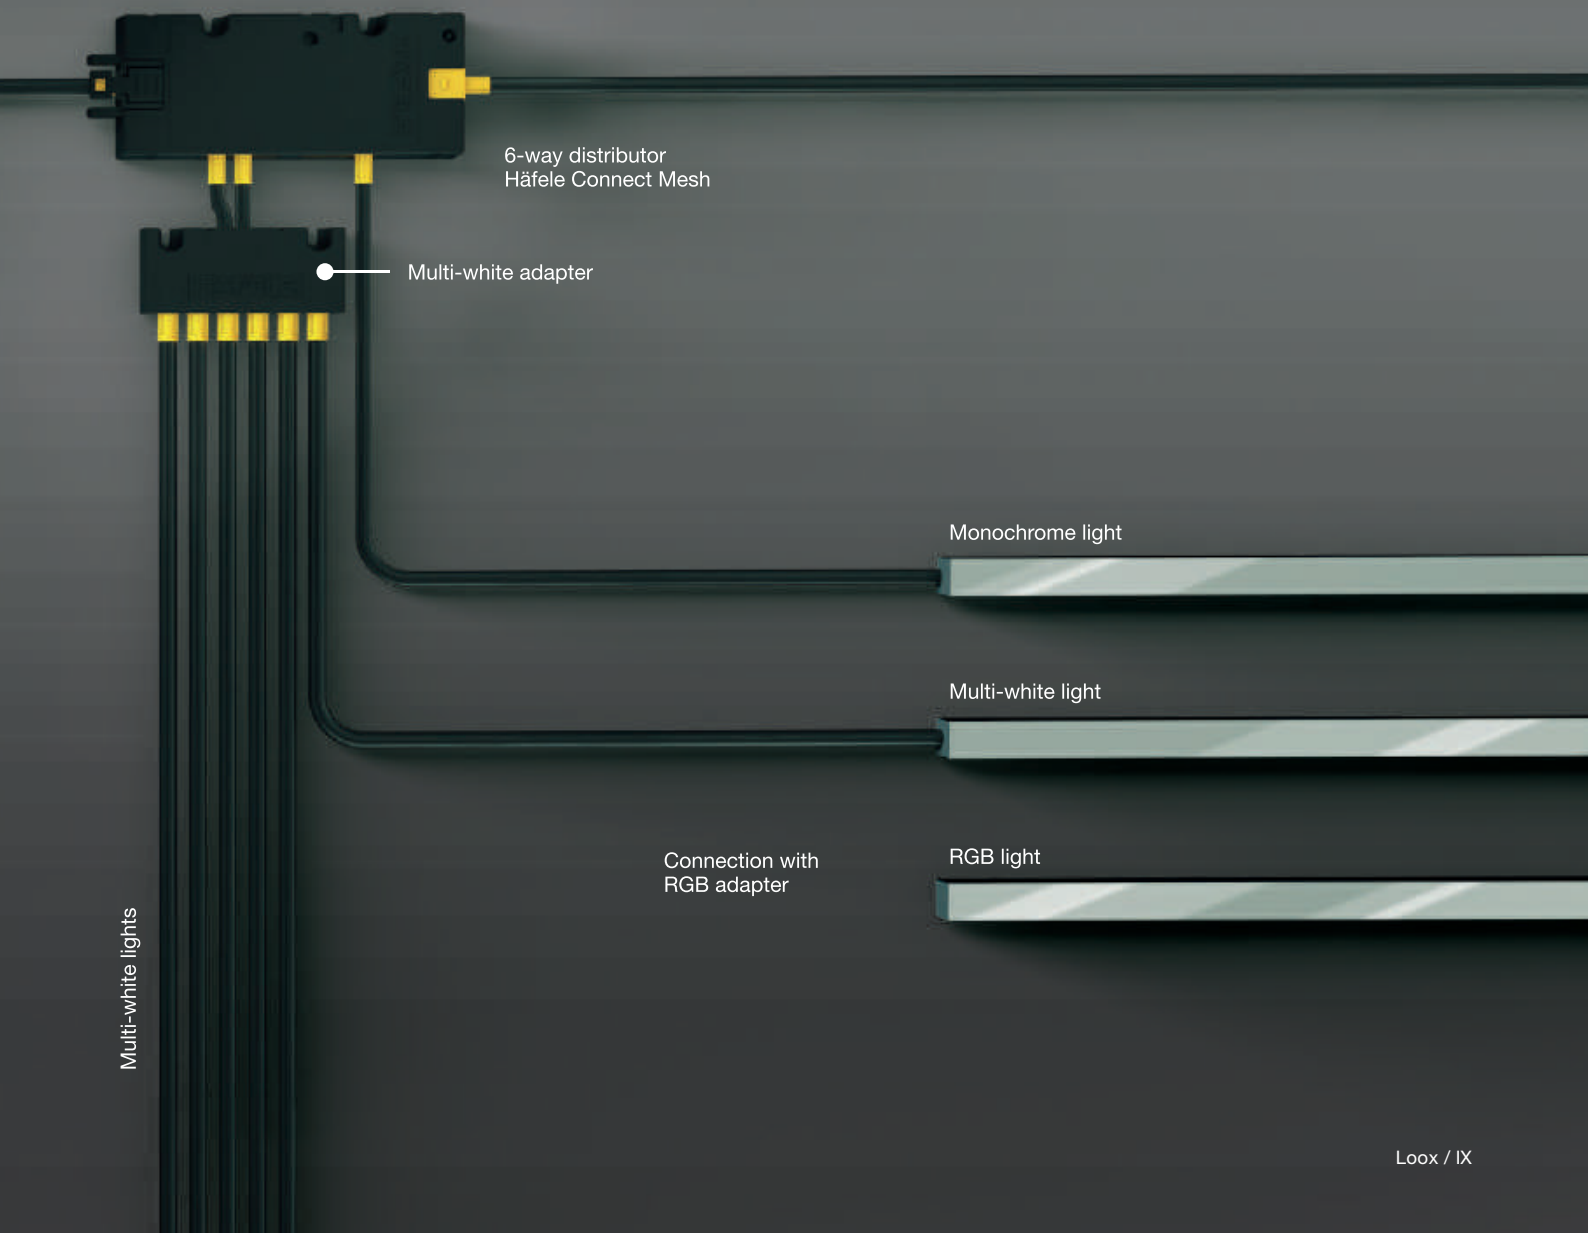 6-way distributor
Häfele Connect Mesh
Multi-white adapter
Monochrome light
Multi-white light
Connection with
RGB adapter
RGB light
Multi-white lights
Loox / IX